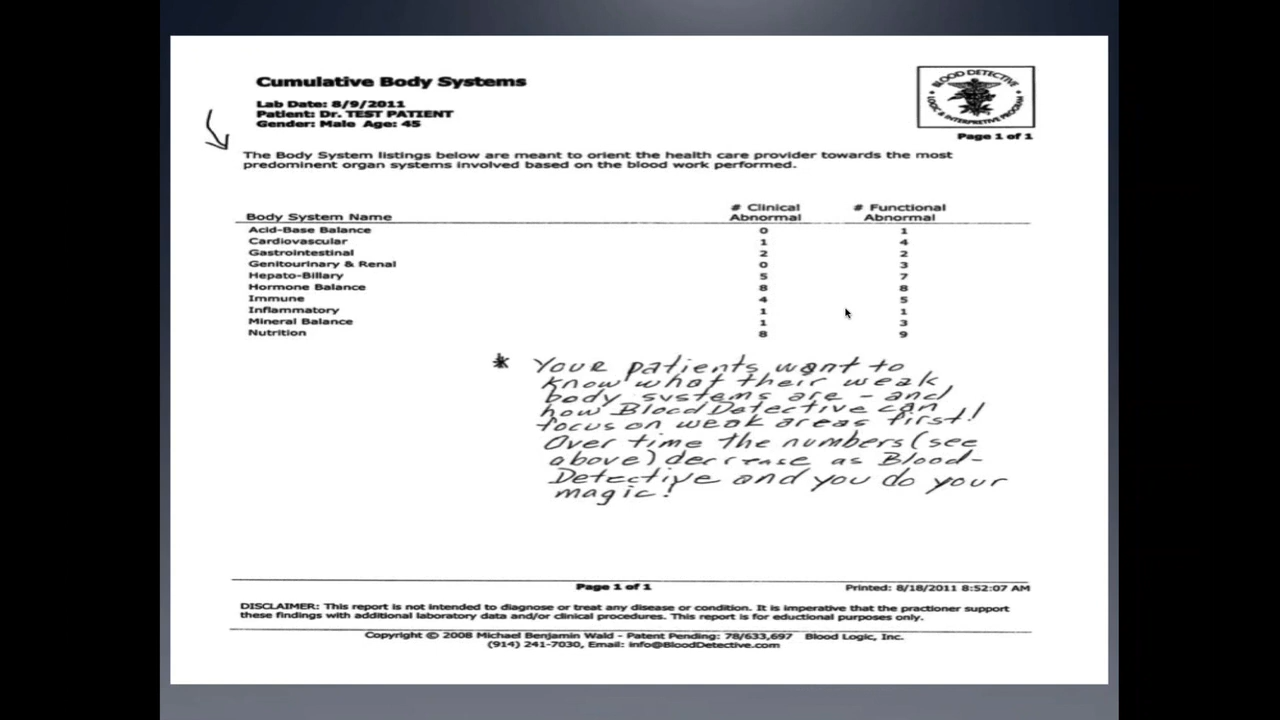 Cumulative Body Systems
Lab Date: 8/9/2011
Patient: Dr. TEST PATIENT
Gender: Male Age: 45
BLOOD DETECTIVE
LOGIC & INTERPRETIVE PROGRAM
Page 1 of 1
The Body System listings below are meant to orient the health care provider towards the most
predominent organ systems involved based on the blood work performed.
Body System Name # Clinical Abnormal # Functional Abnormal
Acid-Base Balance 0 1
Cardiovascular 1 4
Gastrointestinal 2 2
Genitourinary & Renal 0 3
Hepato-Biliary 5 7
Hormone Balance 8 8
Immune 4 5
Inflammatory 1 1
Mineral Balance 1 3
Nutrition 8 9
* Your patients want to
know what their weak
body systems are - and
how BloodDetective can
focus on weak areas first!
Over time the numbers (see
above) decrease as Blood-
Detective and you do your
magic!
Page 1 of 1 Printed: 8/18/2011 8:52:07 AM
DISCLAIMER: This report is not intended to diagnose or treat any disease or condition. It is imperative that the practioner support
these findings with additional laboratory data and/or clinical procedures. This report is for eductional purposes only.
Copyright © 2008 Michael Benjamin Wald - Patent Pending: 78/633,697 Blood Logic, Inc.
(914) 241-7030, Email: info@BloodDetective.com